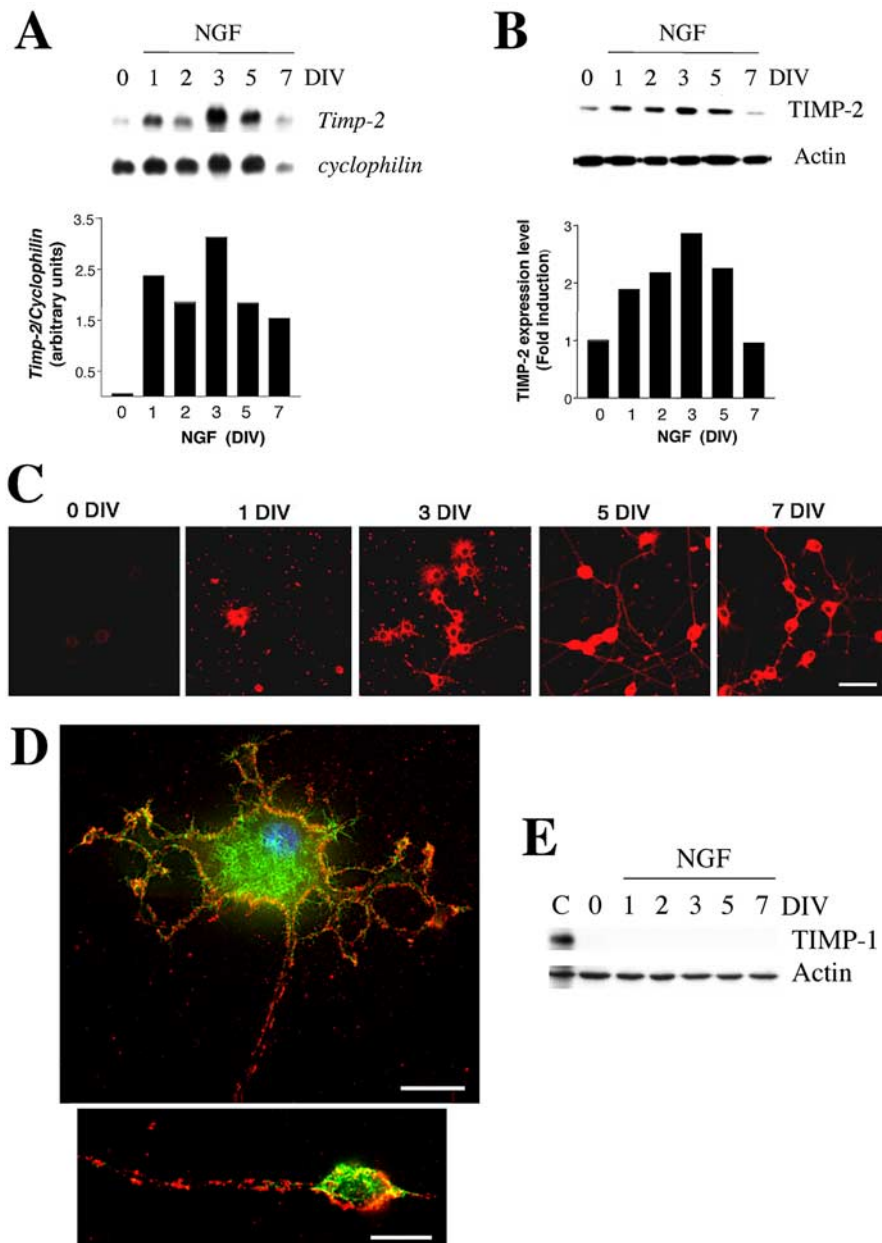 A
NGF
0 1 2 3 5 7 DIV
Timp-2
cyclophilin
3.5
2.5
1.5
0.5
Timp-2/Cyclophilin
(arbitrary units)
0 1 2 3 5 7
NGF (DIV)
B
NGF
0 1 2 3 5 7 DIV
TIMP-2
Actin
3
2
1
0
TIMP-2 expression level
(Fold induction)
0 1 2 3 5 7
NGF (DIV)
C
0 DIV 1 DIV 3 DIV 5 DIV 7 DIV
D
E
NGF
C 0 1 2 3 5 7 DIV
TIMP-1
Actin